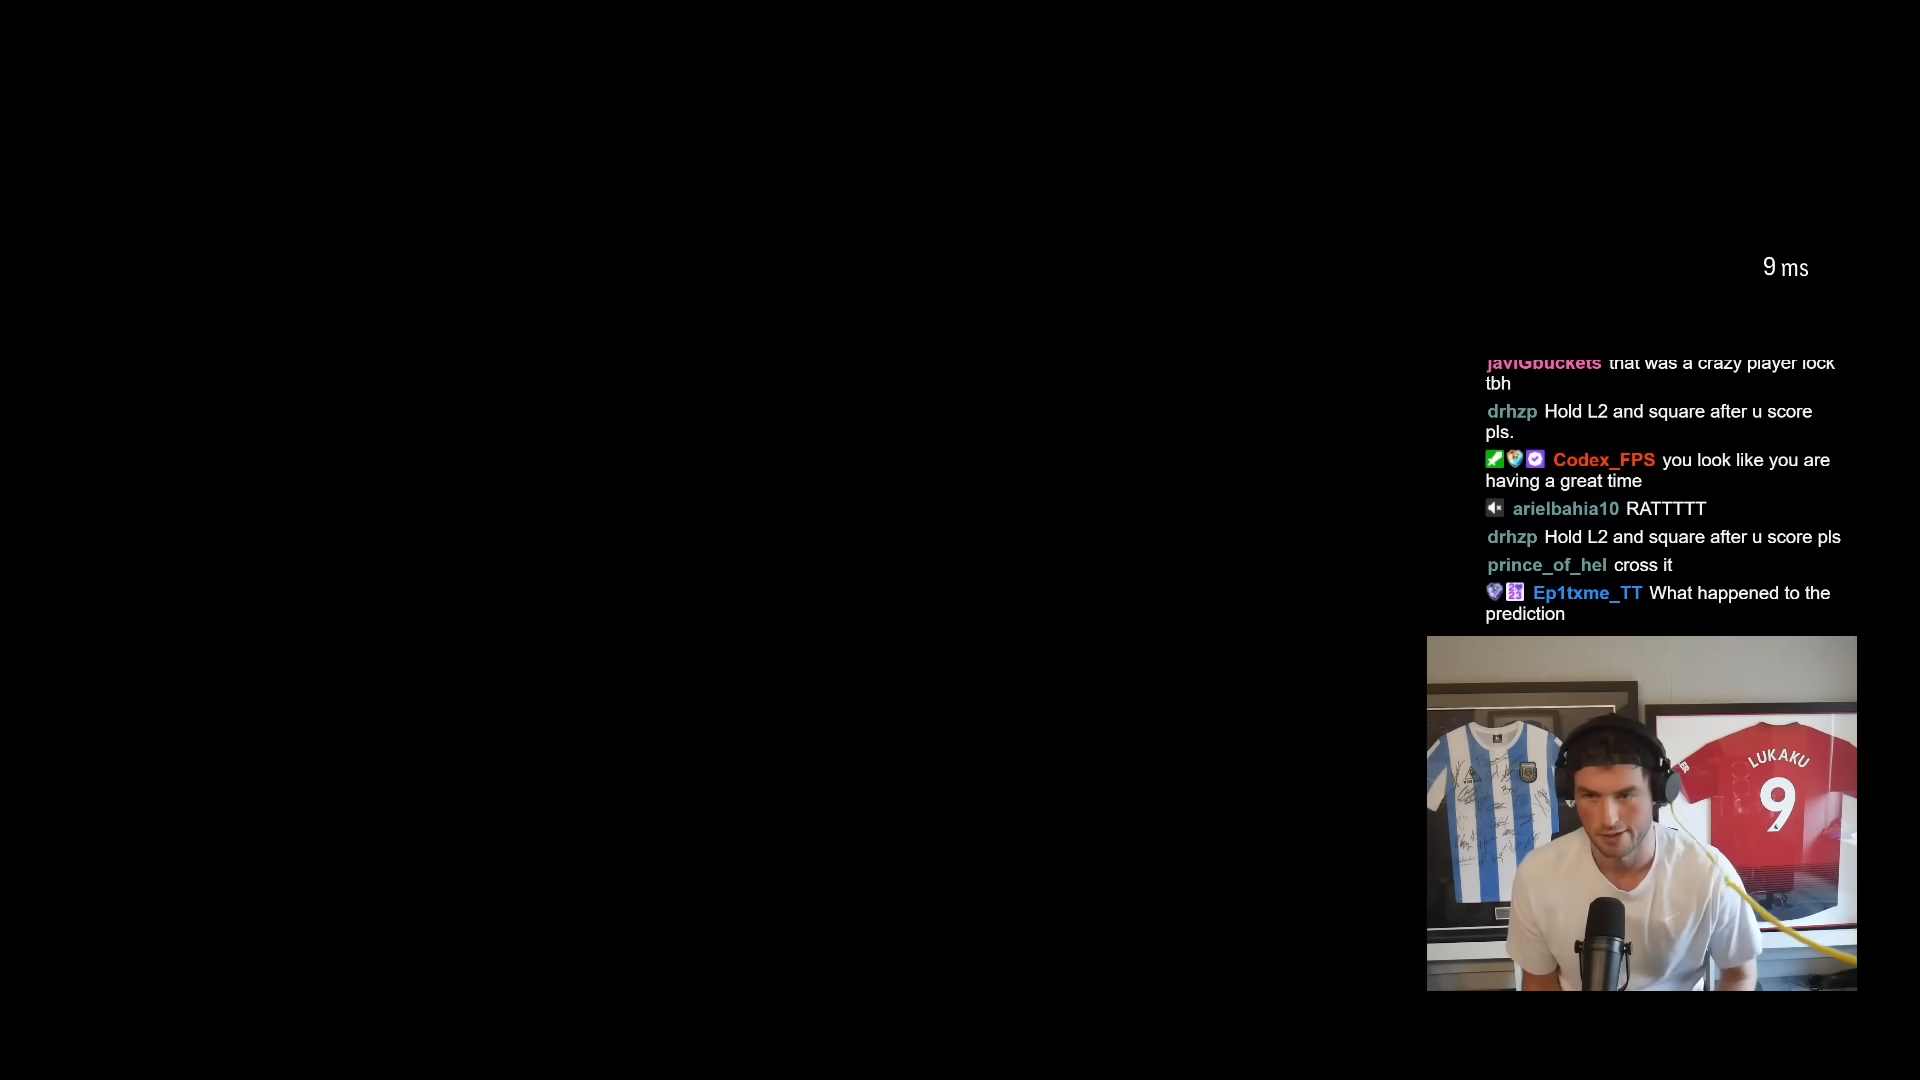 9 ms
javiGbuckets that was a crazy player lock
tbh
drhzp Hold L2 and square after u score
pls.
Codex_FPS you look like you are
having a great time
arielbahia10 RATTTTT
drhzp Hold L2 and square after u score pls
prince_of_hel cross it
Ep1txme_TT What happened to the
prediction
LUKAKU
9